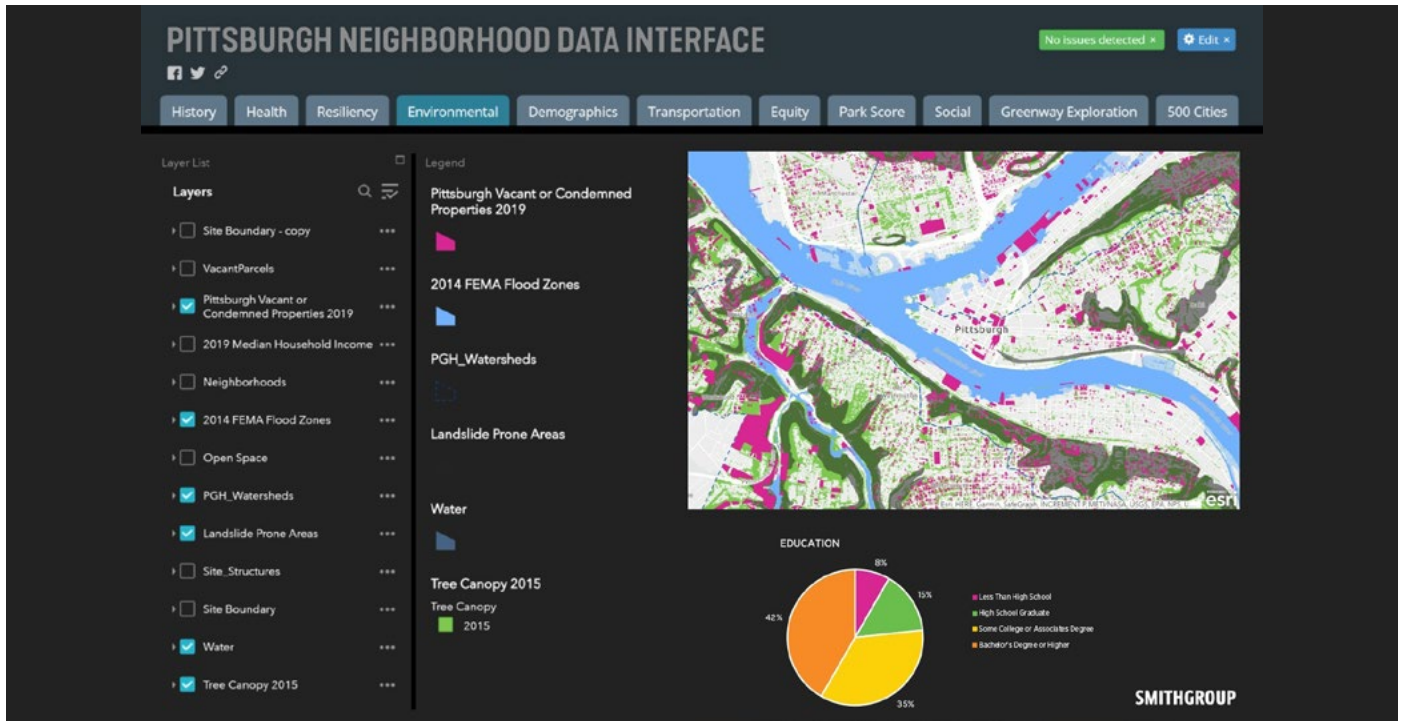 PITTSBURGH NEIGHBORHOOD DATA INTERFACE
No issues detected ×
Edit ×
History
Health
Resiliency
Environmental
Demographics
Transportation
Equity
Park Score
Social
Greenway Exploration
500 Cities
Layer List
Layers
Site Boundary - copy
VacantParcels
Pittsburgh Vacant or
Condemned Properties 2019
2019 Median Household Income
Neighborhoods
2014 FEMA Flood Zones
Open Space
PGH_Watersheds
Landslide Prone Areas
Site_Structures
Site Boundary
Water
Tree Canopy 2015
Legend
Pittsburgh Vacant or Condemned
Properties 2019
2014 FEMA Flood Zones
PGH_Watersheds
Landslide Prone Areas
Water
Tree Canopy 2015
Tree Canopy
2015
Pittsburgh
esri
EDUCATION
8%
15%
42%
35%
Less Than High School
High School Graduate
Some College or Associates Degree
Bachelor's Degree or Higher
SMITHGROUP